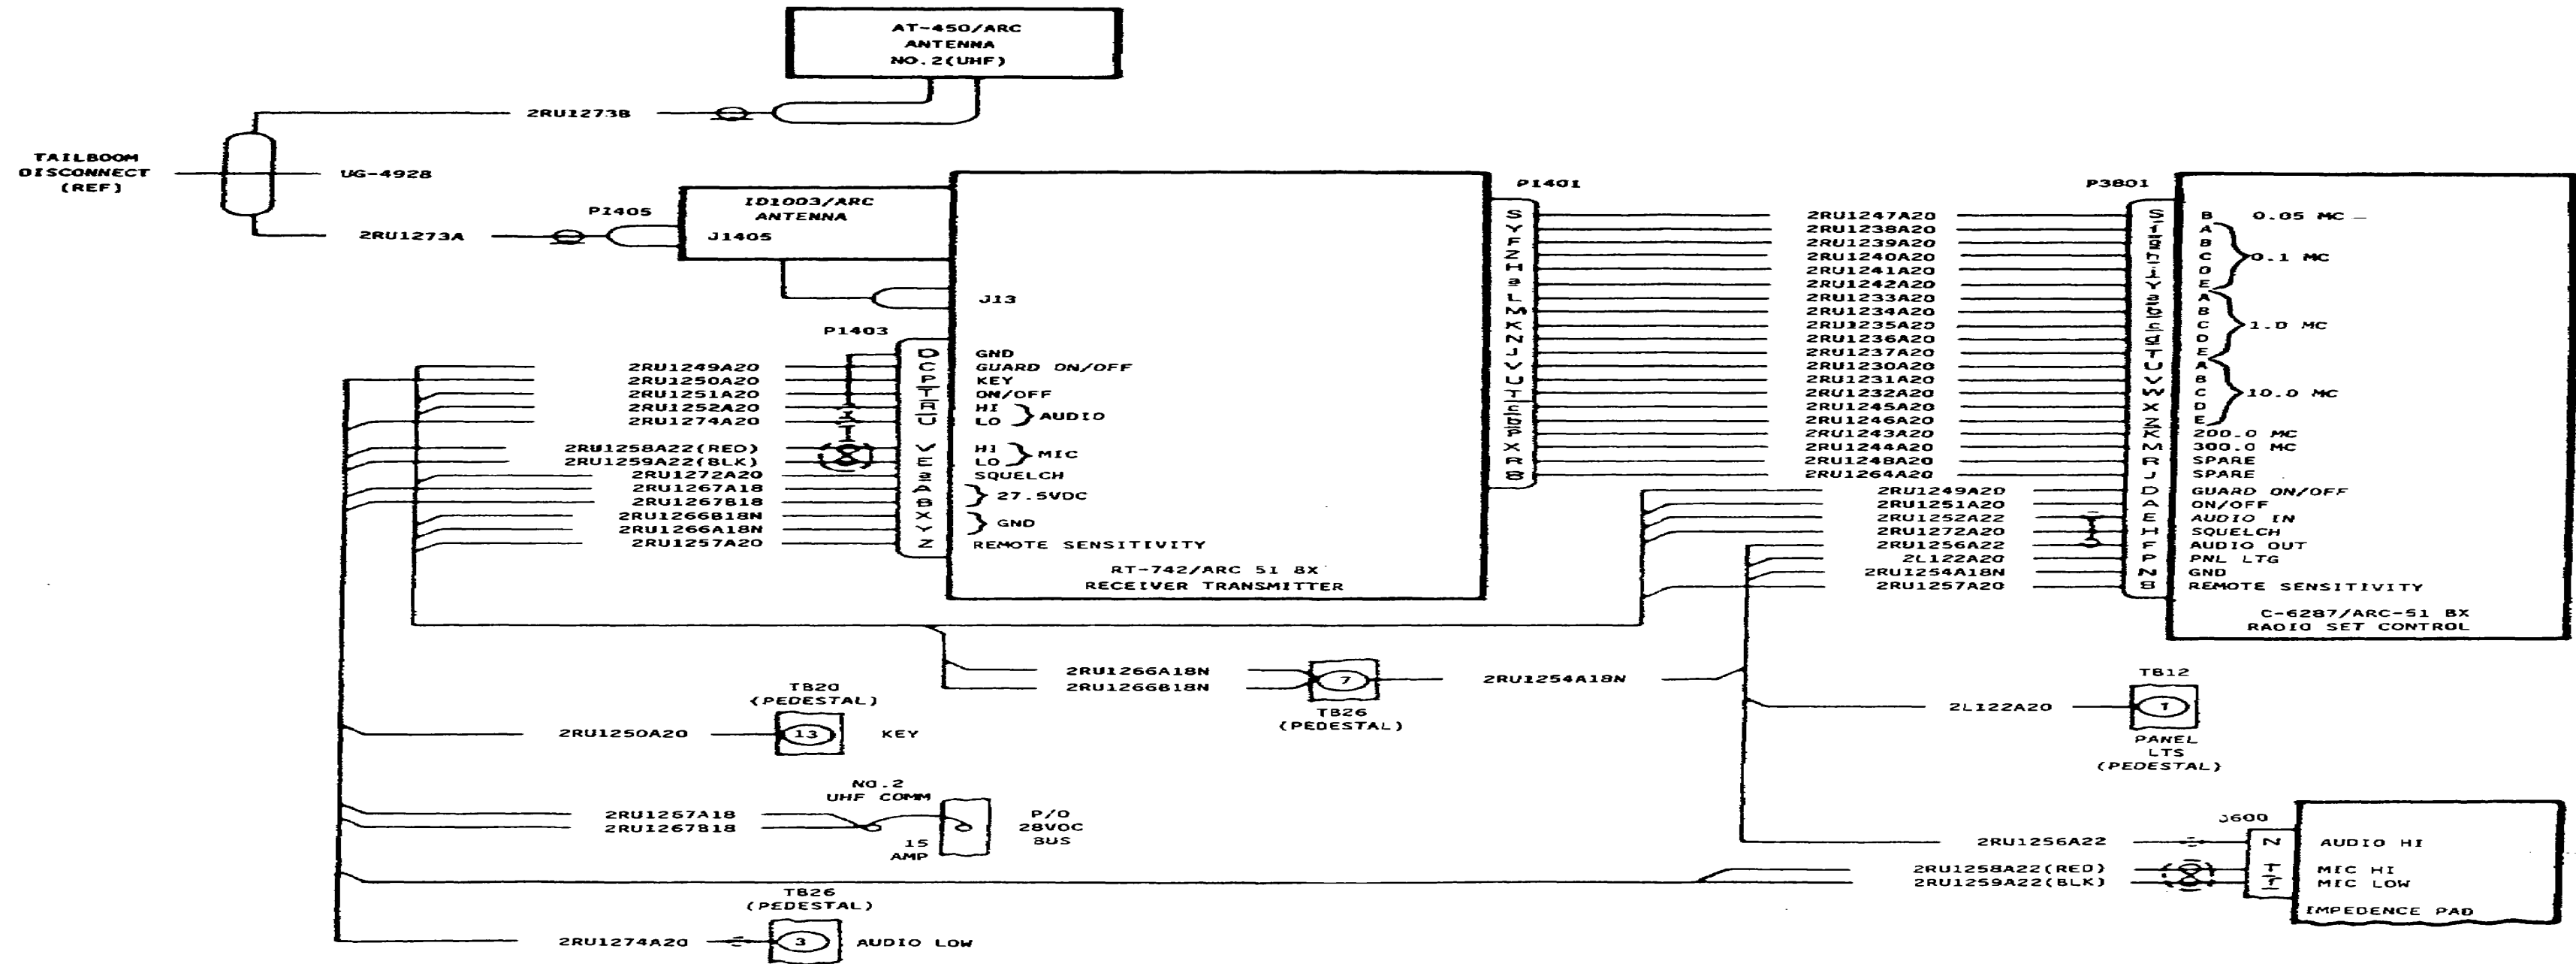 AT-450/ARC
ANTENNA
NO.2(UHF)
2RU1273B
TAILBOOM
DISCONNECT
(REF)
UG-4928
2RU1273A
P1405
ID1003/ARC
ANTENNA
J1405
J13
P1403
D GND
2RU1249A20 C GUARD ON/OFF
2RU1250A20 P KEY
2RU1251A20 T ON/OFF
2RU1252A20 R HI
AUDIO
2RU1274A20 U LO
2RU1258A22(RED) V HI
MIC
2RU1259A22(BLK) E LO
2RU1272A20 a SQUELCH
2RU1267A18 A
27.5VDC
2RU1267B18 B
2RU1266B18N X
GND
2RU1266A18N Y
2RU1257A20 Z REMOTE SENSITIVITY
RT-742/ARC 51 BX
RECEIVER TRANSMITTER
P1401
P3801
S 2RU1247A20 S B 0.05 MC
Y 2RU1238A20 f A
F 2RU1239A20 g B
Z 2RU1240A20 h C 0.1 MC
H 2RU1241A20 i D
a 2RU1242A20 Y E
L 2RU1233A20 a A
M 2RU1234A20 b B
K 2RU1235A20 c C 1.0 MC
N 2RU1236A20 d D
J 2RU1237A20 T E
V 2RU1230A20 U A
U 2RU1231A20 V B
T 2RU1232A20 W C 10.0 MC
c 2RU1245A20 X D
b 2RU1246A20 Z E
P 2RU1243A20 K 200.0 MC
X 2RU1244A20 M 300.0 MC
R 2RU1248A20 R SPARE
B 2RU1264A20 J SPARE
2RU1249A20 D GUARD ON/OFF
2RU1251A20 A ON/OFF
2RU1252A22 E AUDIO IN
2RU1272A20 H SQUELCH
2RU1256A22 F AUDIO OUT
2L122A20 P PNL LTG
2RU1254A18N N GND
2RU1257A20 B REMOTE SENSITIVITY
C-6287/ARC-51 BX
RADIO SET CONTROL
2RU1266A18N
2RU1266B18N
7
2RU1254A18N
TB26
(PEDESTAL)
TB20
(PEDESTAL)
2RU1250A20 13 KEY
TB12
2L122A20 1
PANEL
LTS
(PEDESTAL)
NO.2
UHF COMM
2RU1267A18
2RU1267B18
15
AMP
P/O
28VDC
BUS
J600
2RU1256A22 N AUDIO HI
2RU1258A22(RED) T MIC HI
2RU1259A22(BLK) f MIC LOW
IMPEDENCE PAD
TB26
(PEDESTAL)
2RU1274A20 3 AUDIO LOW